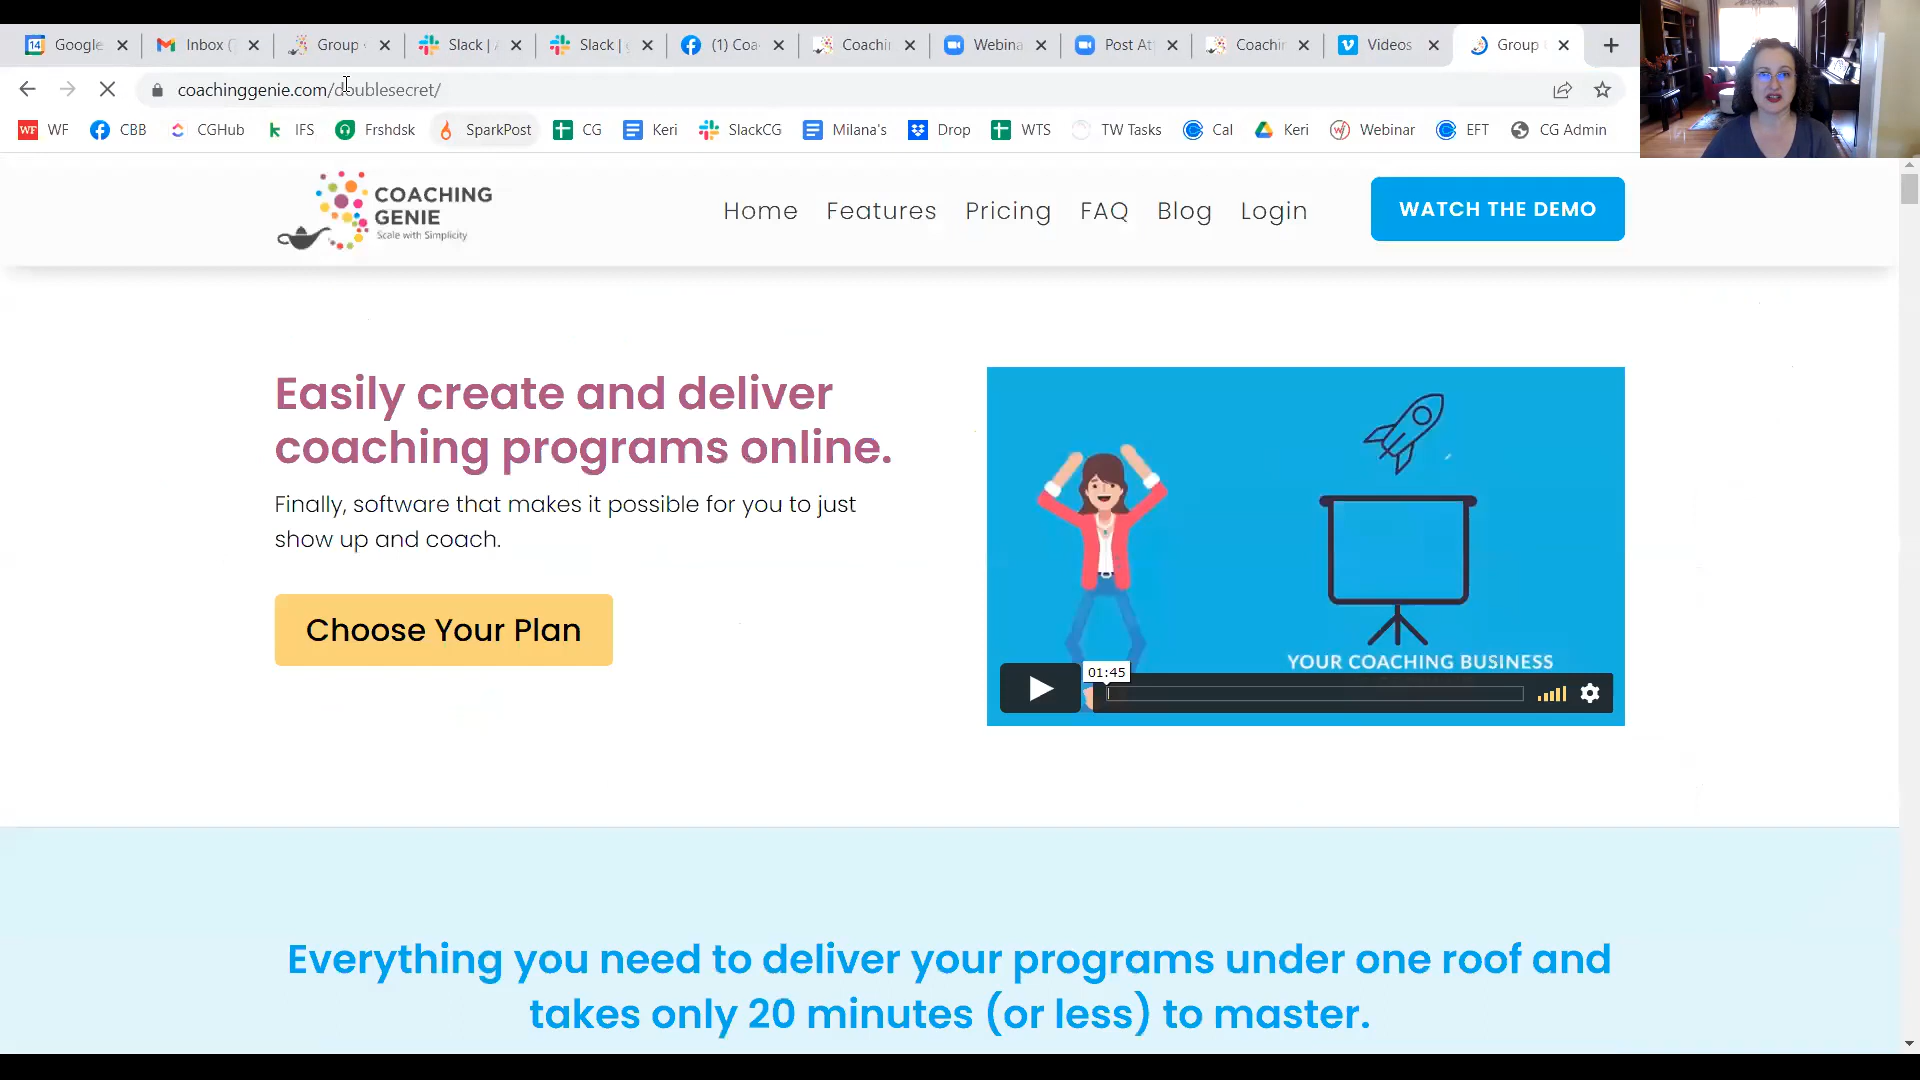 14 Google
Inbox (
Group
Slack | A
Slack | g
(1) Coa
Coachin
Webina
Post At
Coachin
Videos
Group
coachinggenie.com/doublesecret/
WF WF
CBB
CGHub
k IFS
Frshdsk
SparkPost
CG
Keri
SlackCG
Milana's
Drop
WTS
TW Tasks
Cal
Keri
Webinar
EFT
CG Admin
COACHING
GENIE
Scale with Simplicity
Home Features Pricing FAQ Blog Login
WATCH THE DEMO
Easily create and deliver
coaching programs online.
Finally, software that makes it possible for you to just
show up and coach.
Choose Your Plan
YOUR COACHING BUSINESS
01:45
Everything you need to deliver your programs under one roof and
takes only 20 minutes (or less) to master.